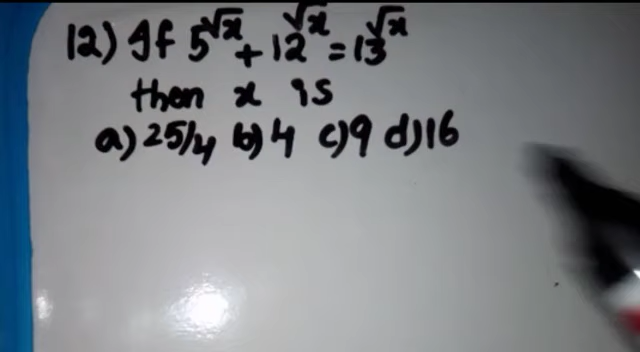 12) If 5^√x + 12^√x = 13^√x
then x is
a) 25/4 b) 4 c) 9 d) 16